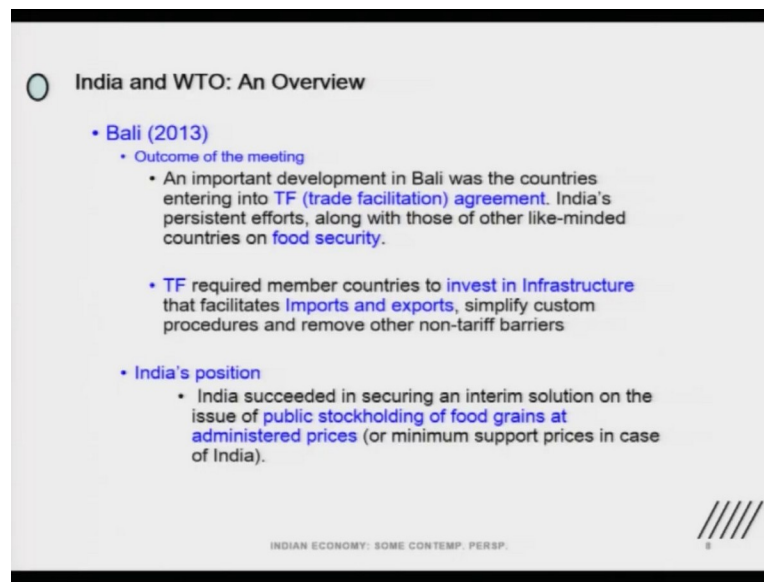 India and WTO: An Overview
• Bali (2013)
• Outcome of the meeting
• An important development in Bali was the countries
entering into TF (trade facilitation) agreement. India's
persistent efforts, along with those of other like-minded
countries on food security.
• TF required member countries to invest in Infrastructure
that facilitates Imports and exports, simplify custom
procedures and remove other non-tariff barriers
• India's position
• India succeeded in securing an interim solution on the
issue of public stockholding of food grains at
administered prices (or minimum support prices in case
of India).
INDIAN ECONOMY: SOME CONTEMP. PERSP.
8